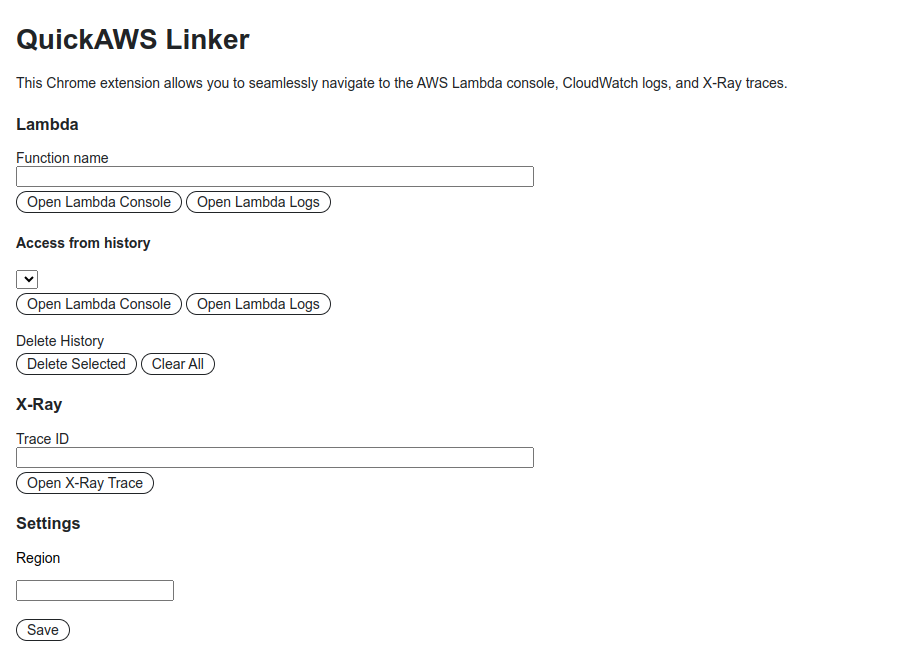 QuickAWS Linker
This Chrome extension allows you to seamlessly navigate to the AWS Lambda console, CloudWatch logs, and X-Ray traces.
Lambda
Function name
Open Lambda Console Open Lambda Logs
Access from history
Open Lambda Console Open Lambda Logs
Delete History
Delete Selected Clear All
X-Ray
Trace ID
Open X-Ray Trace
Settings
Region
Save